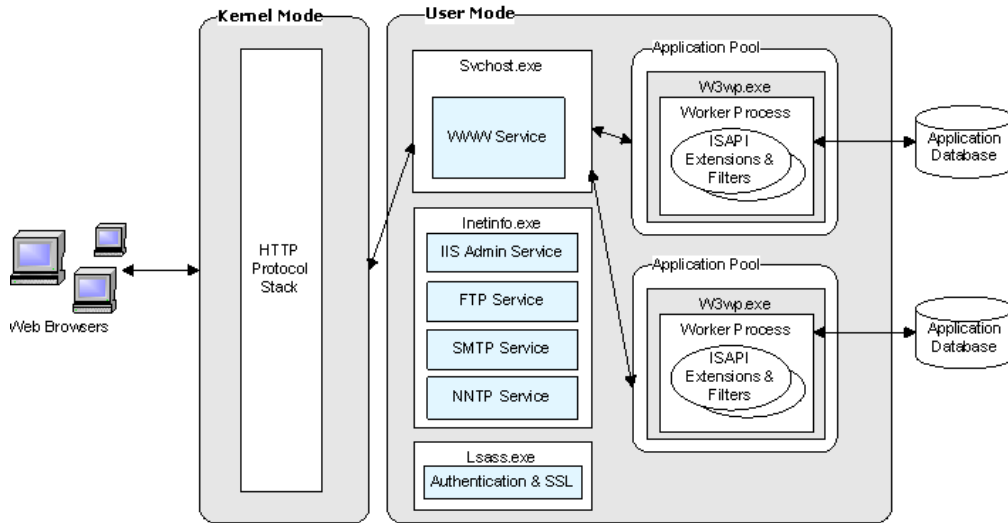 Kernel Mode
HTTP
Protocol
Stack
Web Browsers
User Mode
Svchost.exe
WWW Service
Inetinfo.exe
IIS Admin Service
FTP Service
SMTP Service
NNTP Service
Lsass.exe
Authentication & SSL
Application Pool
W3wp.exe
Worker Process
ISAPI
Extensions &
Filters
Application
Database
Application Pool
W3wp.exe
Worker Process
ISAPI
Extensions &
Filters
Application
Database